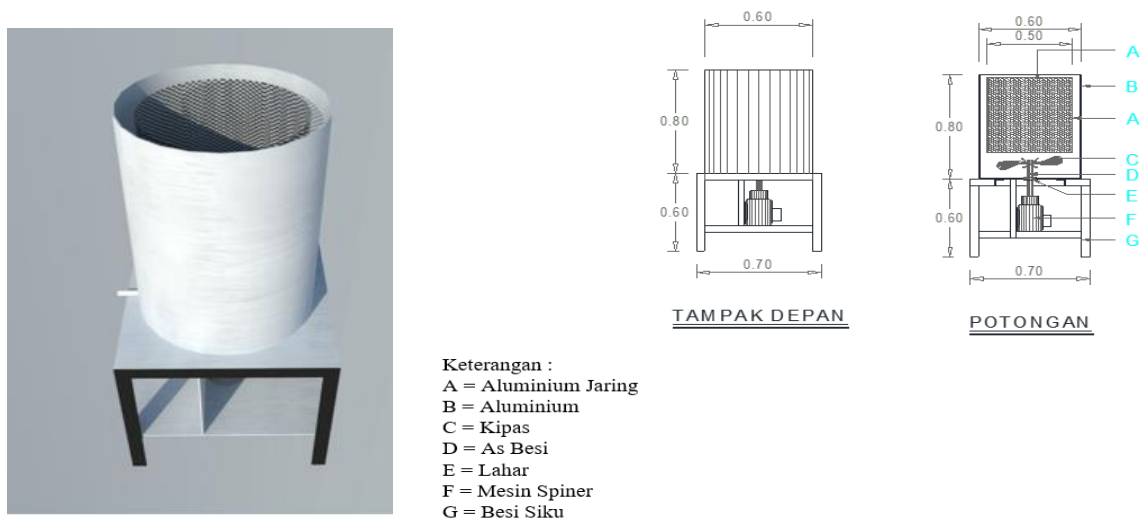 0.60
0.80
0.60
0.70
TAMPAK DEPAN
0.60
0.50
A
B
A
0.80
C
D
E
0.60
F
G
0.70
POTONGAN
Keterangan :
A = Aluminium Jaring
B = Aluminium
C = Kipas
D = As Besi
E = Lahar
F = Mesin Spiner
G = Besi Siku